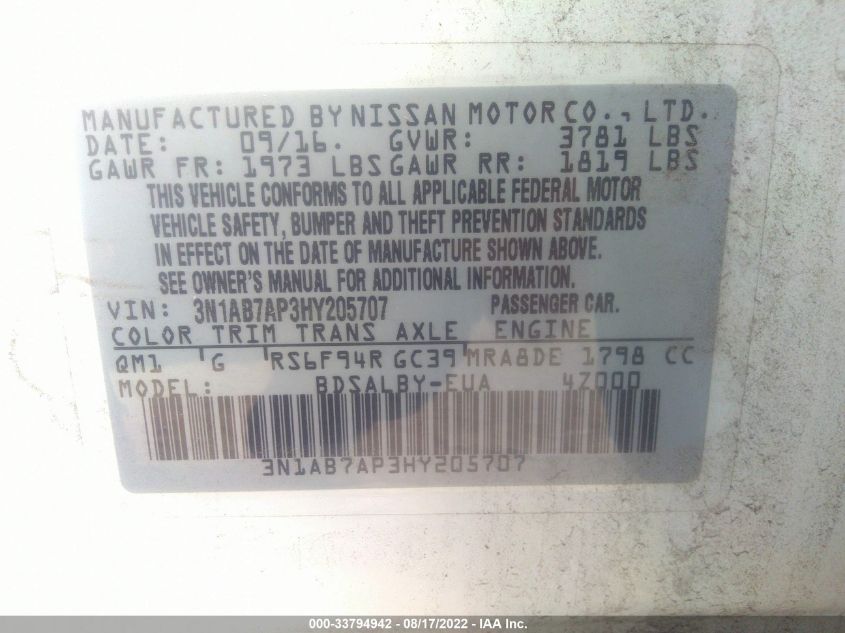 MANUFACTURED BY NISSAN MOTOR CO., LTD.
DATE: 09/16. GVWR: 3781 LBS
GAWR FR: 1973 LBS GAWR RR: 1819 LBS
THIS VEHICLE CONFORMS TO ALL APPLICABLE FEDERAL MOTOR
VEHICLE SAFETY, BUMPER AND THEFT PREVENTION STANDARDS
IN EFFECT ON THE DATE OF MANUFACTURE SHOWN ABOVE.
SEE OWNER'S MANUAL FOR ADDITIONAL INFORMATION.
VIN: 3N1AB7AP3HY205707 PASSENGER CAR.
COLOR TRIM TRANS AXLE ENGINE
QM1 'G 'RS6F94R GC39 'MRA8DE 1798 CC
MODEL: BDSALBY-EUA 4Z000
3N1AB7AP3HY205707
000-33794942 - 08/17/2022 - IAA Inc.